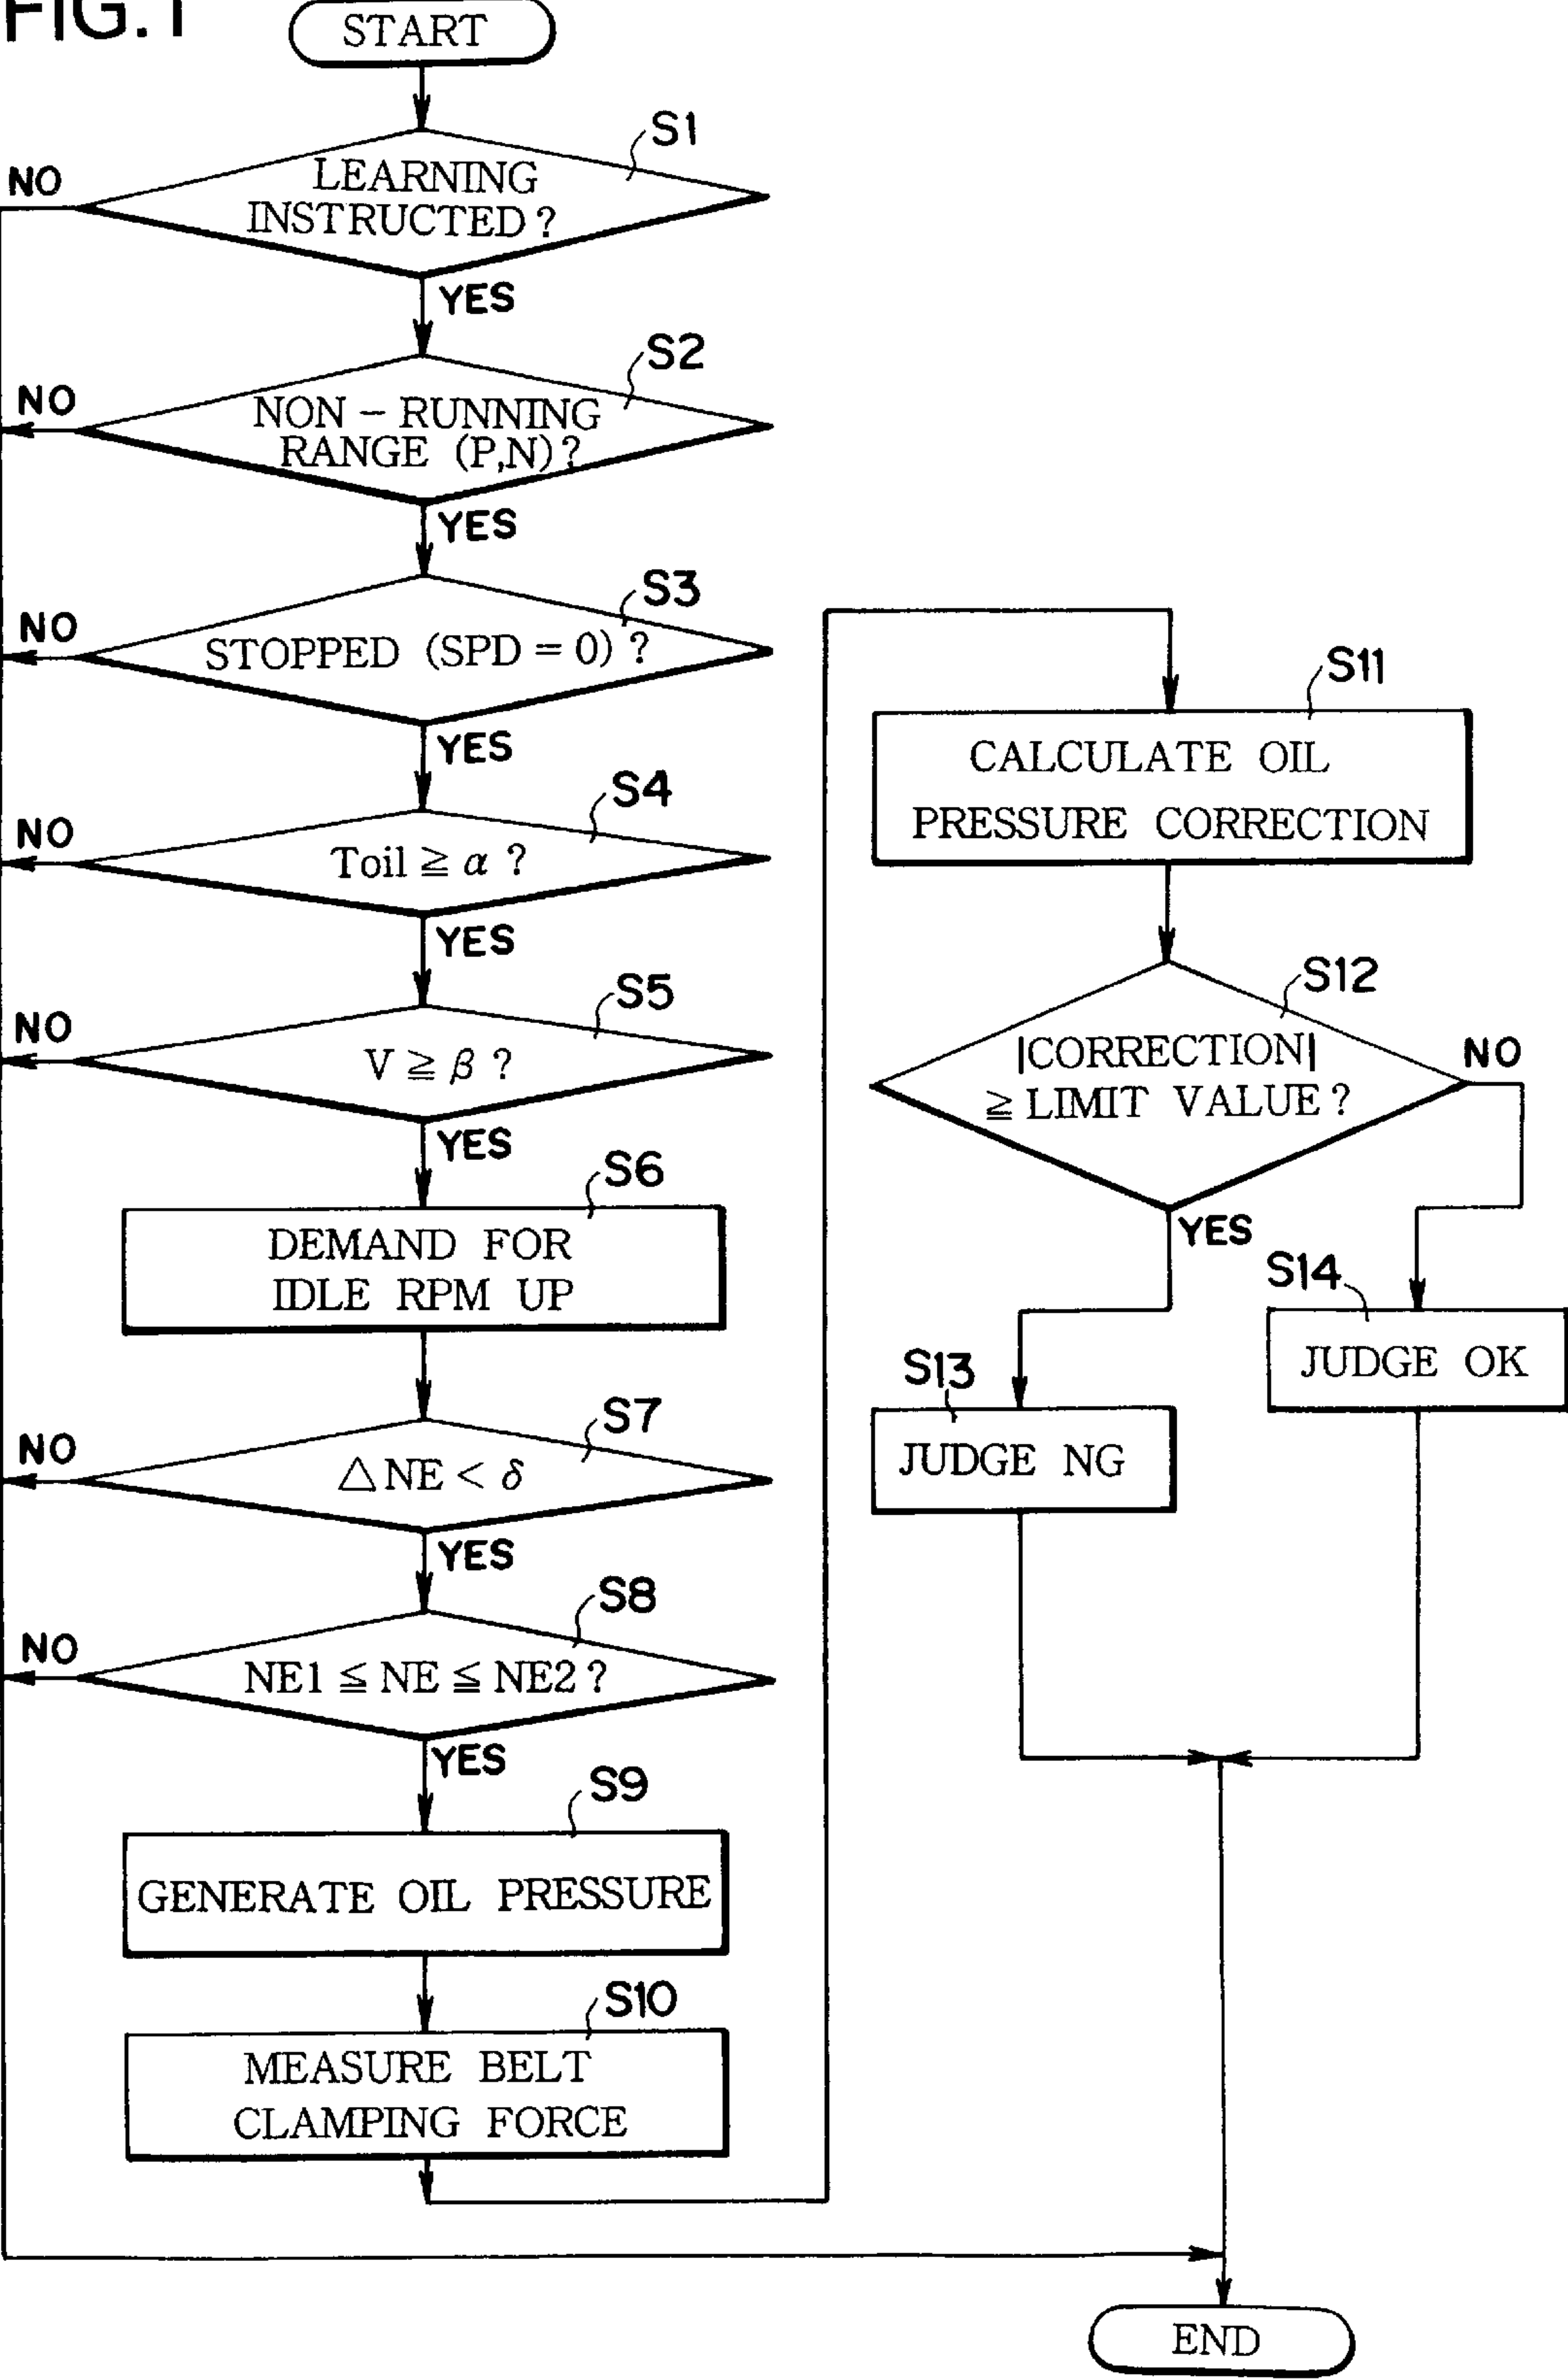 FIG.1
START
S1
NO
LEARNING
INSTRUCTED ?
YES
S2
NO
NON – RUNNING
RANGE (P,N) ?
YES
S3
NO
STOPPED (SPD = 0) ?
YES
S4
NO
Toil ≧ α ?
YES
S5
NO
V ≧ β ?
YES
S6
DEMAND FOR
IDLE RPM UP
S7
NO
△NE < δ
YES
S8
NO
NE1 ≦ NE ≦ NE2 ?
YES
S9
GENERATE OIL PRESSURE
S10
MEASURE BELT
CLAMPING FORCE
S11
CALCULATE OIL
PRESSURE CORRECTION
S12
|CORRECTION|
≧ LIMIT VALUE ?
NO
YES
S14
JUDGE OK
S13
JUDGE NG
END